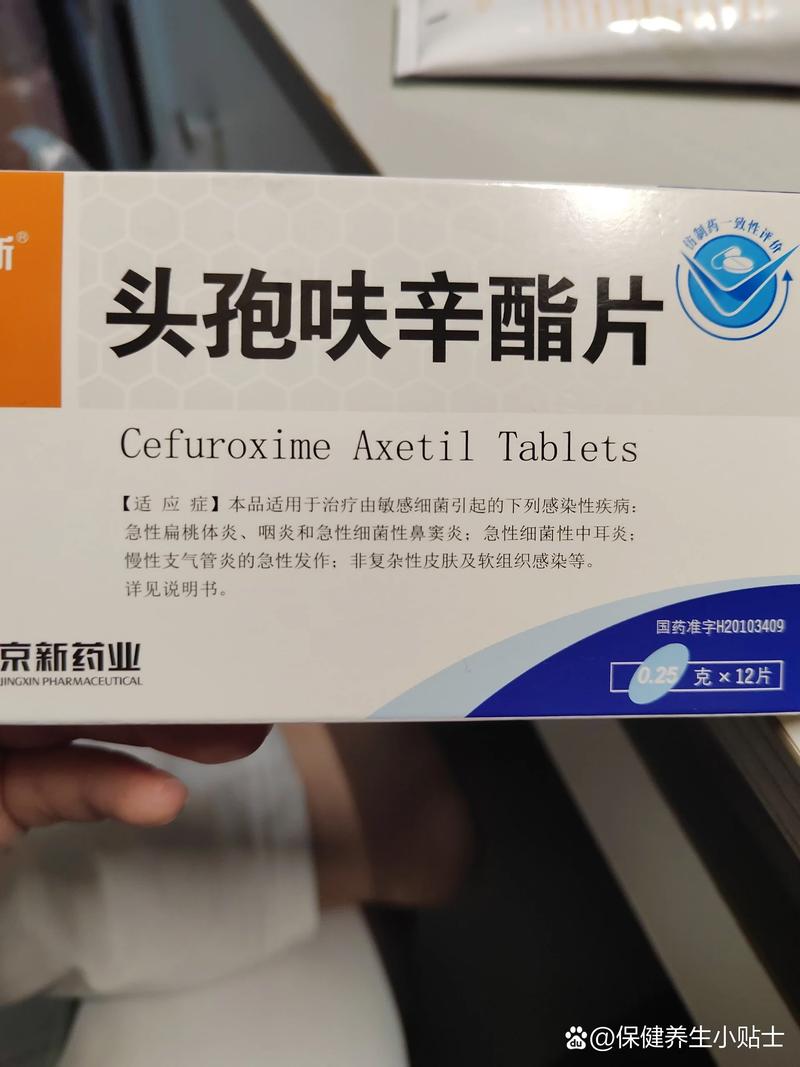 新®
仿制药一致性评价
头孢呋辛酯片
Cefuroxime Axetil Tablets
【适 应 症】本品适用于治疗由敏感细菌引起的下列感染性疾病：
急性扁桃体炎、咽炎和急性细菌性鼻窦炎；急性细菌性中耳炎；
慢性支气管炎的急性发作；非复杂性皮肤及软组织感染等。
详见说明书。
国药准字H20103409
0.25 克×12片
京新药业
JINGXIN PHARMACEUTICAL
du @保健养生小贴士